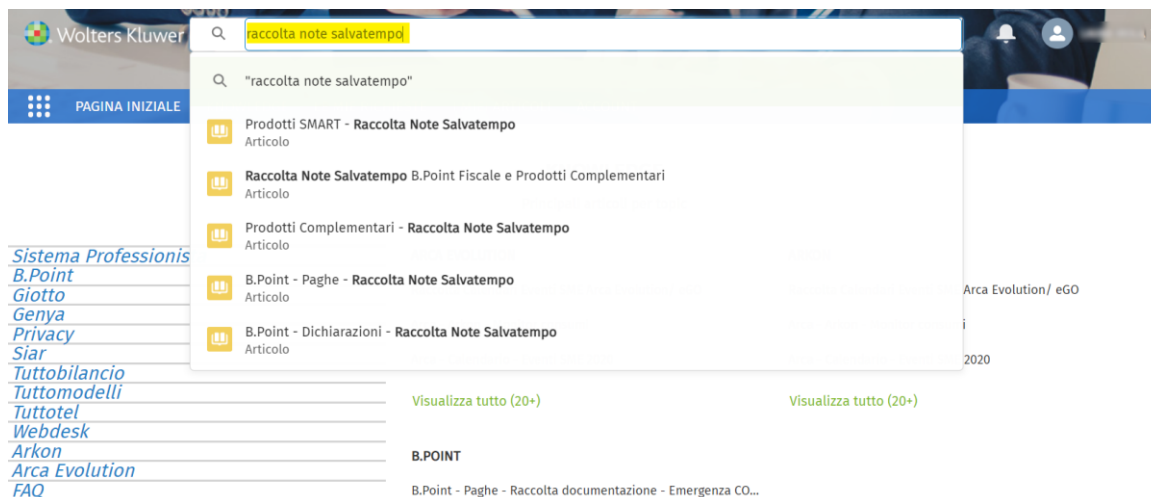 Wolters Kluwer
raccolta note salvatempo
"raccolta note salvatempo"
PAGINA INIZIALE
Prodotti SMART - Raccolta Note Salvatempo
Articolo
Raccolta Note Salvatempo B.Point Fiscale e Prodotti Complementari
Articolo
Prodotti Complementari - Raccolta Note Salvatempo
Articolo
B.Point - Paghe - Raccolta Note Salvatempo
Articolo
B.Point - Dichiarazioni - Raccolta Note Salvatempo
Articolo
Sistema Professionis
B.Point
Giotto
Genya
Privacy
Siar
Tuttobilancio
Tuttomodelli
Tuttotel
Webdesk
Arkon
Arca Evolution
FAQ
Arca Evolution/ eGO
i
2020
Visualizza tutto (20+)
Visualizza tutto (20+)
B.POINT
B.Point - Paghe - Raccolta documentazione - Emergenza CO...